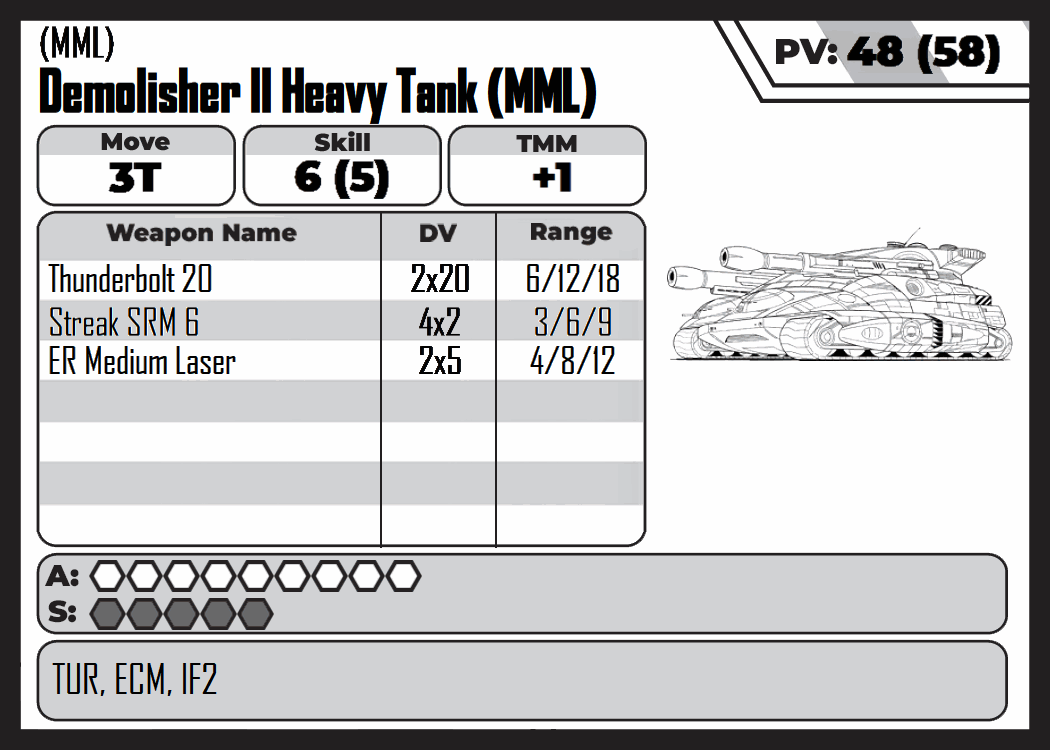 (MML)
Demolisher II Heavy Tank (MML)
PV: 48 (58)
Move Skill TMM
3T 6 (5) +1
Weapon Name DV Range
Thunderbolt 20 2x20 6/12/18
Streak SRM 6 4x2 3/6/9
ER Medium Laser 2x5 4/8/12
A:
S:
TUR, ECM, IF2